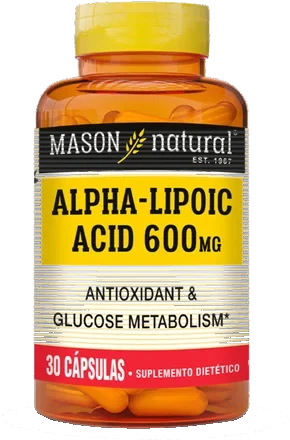 MASON natural®
EST. 1967
ALPHA-LIPOIC
ACID 600MG
ANTIOXIDANT &
GLUCOSE METABOLISM*
30 CÁPSULAS • SUPLEMENTO DIETÉTICO